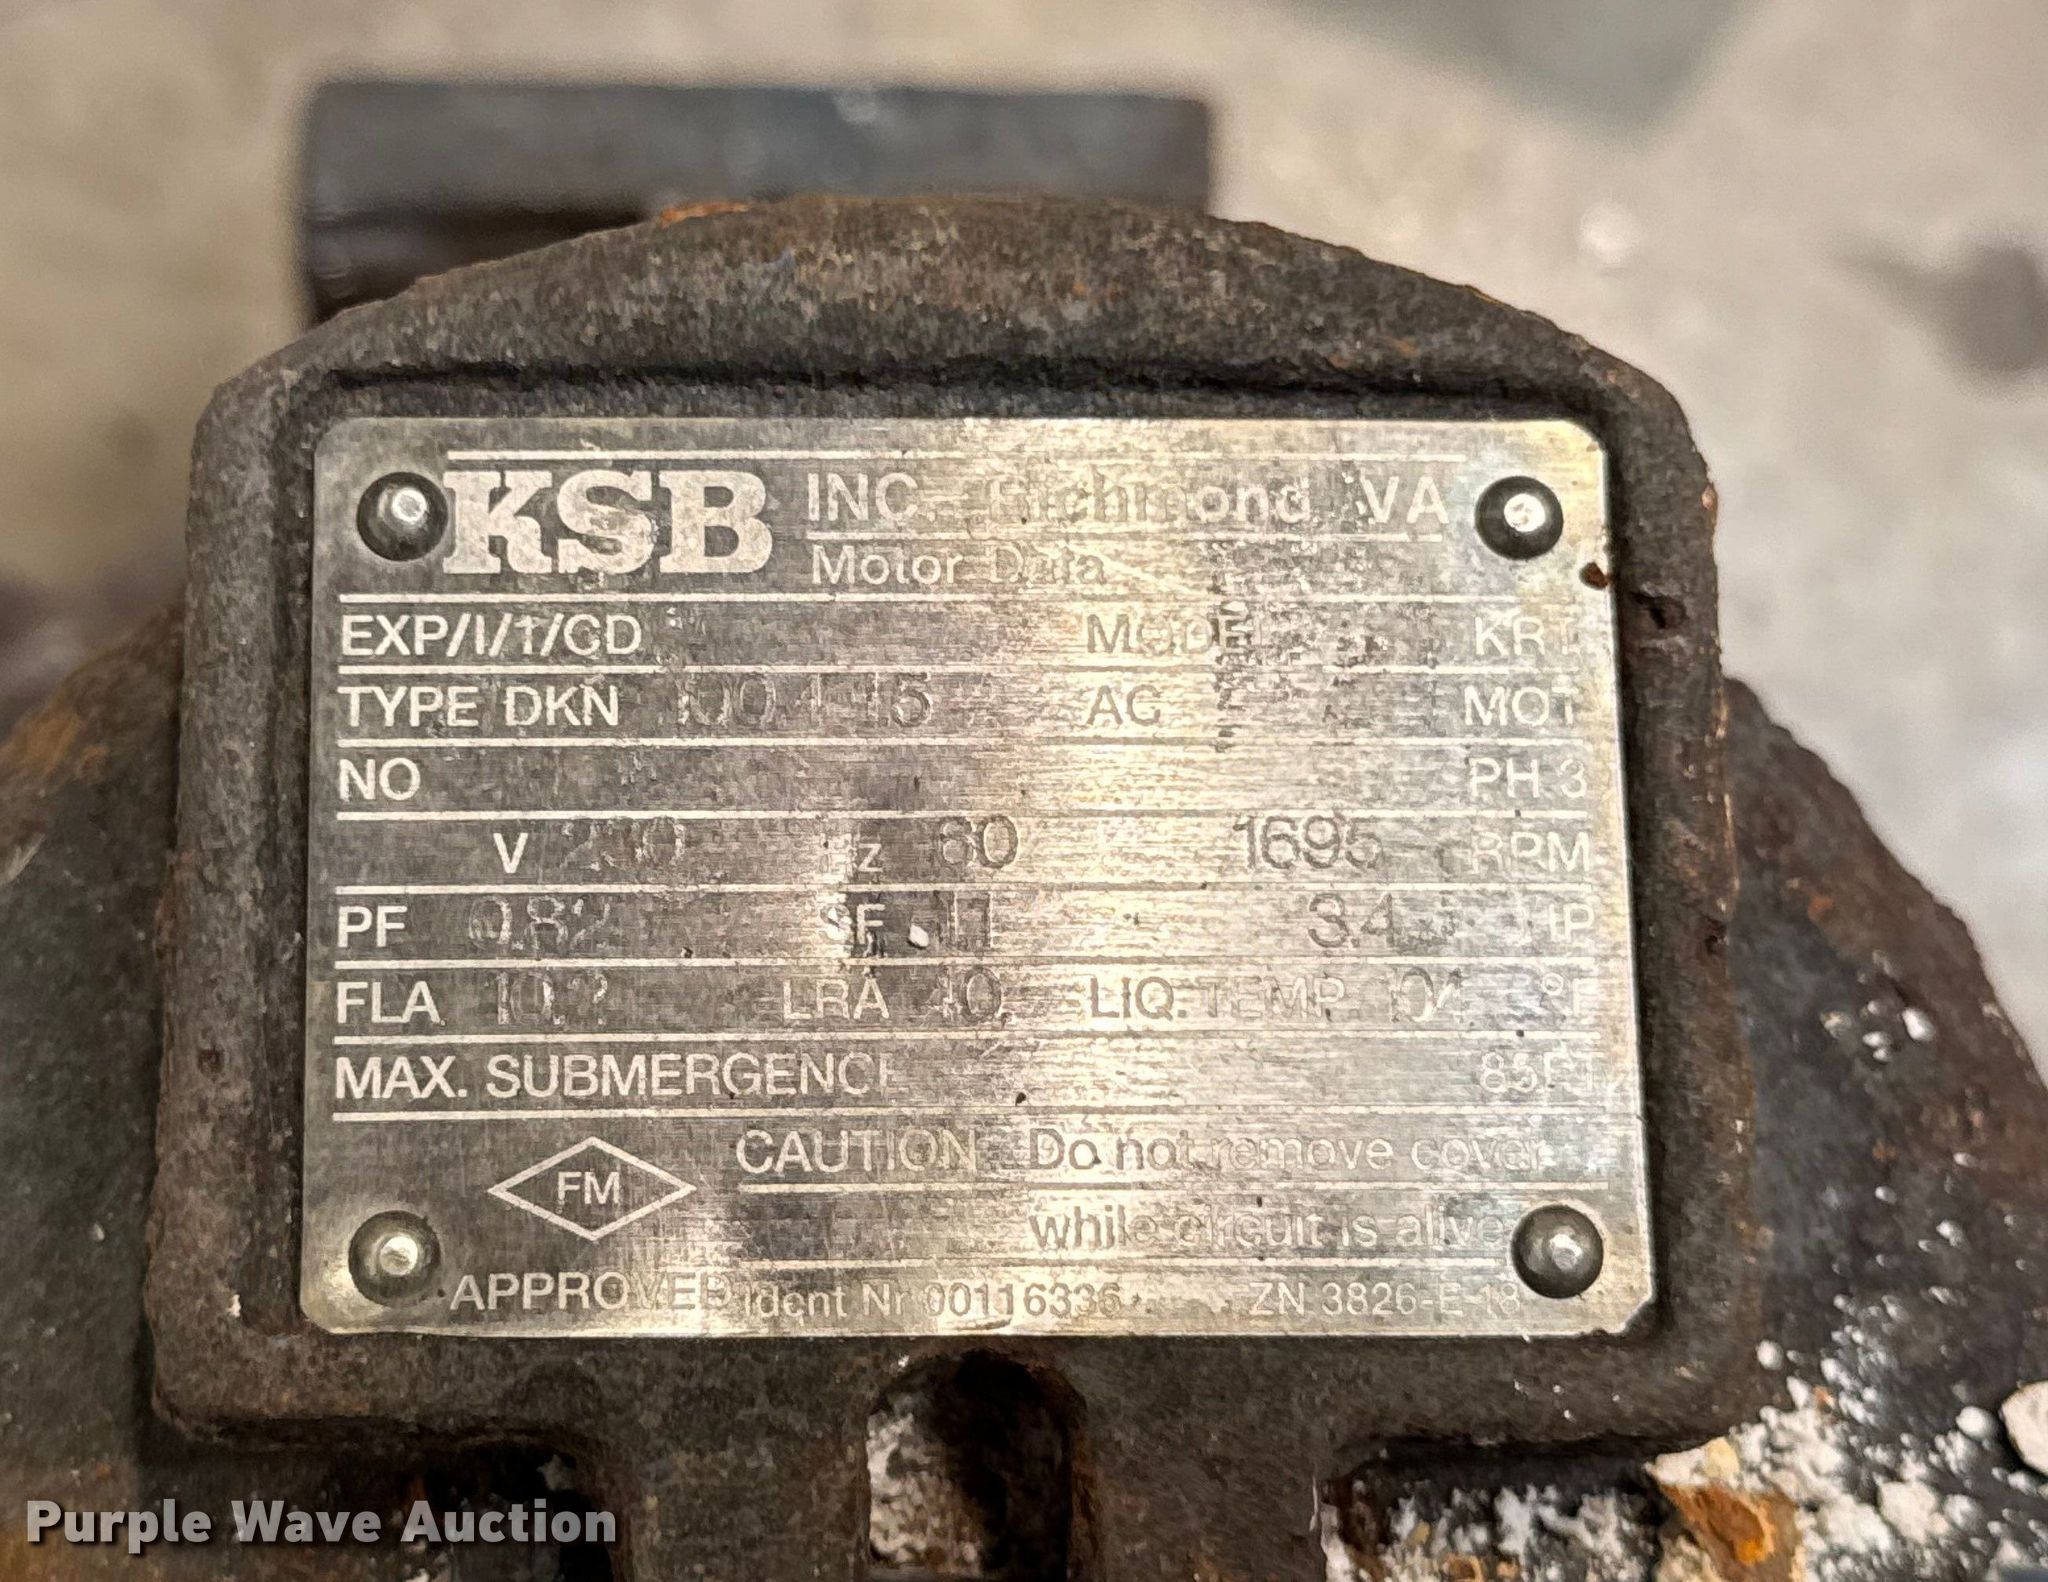 KSB INC. Richmond VA
Motor Data
EXP/I/1/CD MODEL KRT
TYPE DKN 100.4-15 AC MOT
NO PH 3
V 230 Hz 60 1695 RPM
PF 0.82 SF 1.1 3.4 HP
FLA 10.2 LRA 40 LIQ. TEMP. 104 °F
MAX. SUBMERGENCE 85FT
FM
CAUTION Do not remove cover
while circuit is alive
APPROVED Ident Nr 00116336 ZN 3826-E-18
Purple Wave Auction